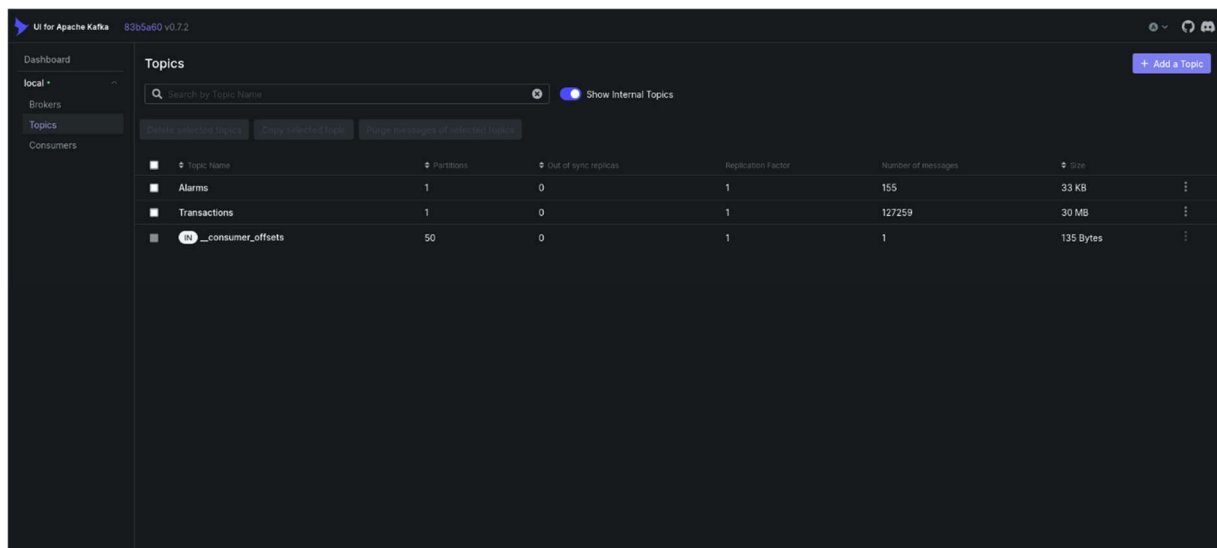 UI for Apache Kafka 83b5a60 v0.7.2
Dashboard
local
Brokers
Topics
Consumers
Topics
+ Add a Topic
Search by Topic Name
Show Internal Topics
Delete selected topics Copy selected topic Purge messages of selected topics
Topic Name Partitions Out of sync replicas Replication Factor Number of messages Size
Alarms 1 0 1 155 33 KB
Transactions 1 0 1 127259 30 MB
IN __consumer_offsets 50 0 1 1 135 Bytes